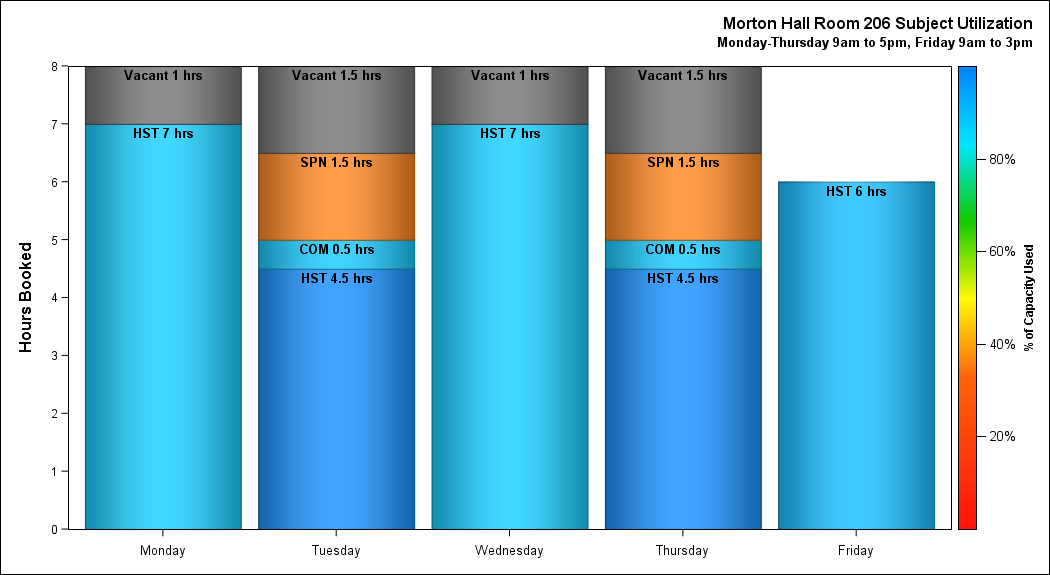 Morton Hall Room 206 Subject Utilization
Monday-Thursday 9am to 5pm, Friday 9am to 3pm
Hours Booked
8
7
6
5
4
3
2
1
0
Vacant 1 hrs
HST 7 hrs
Vacant 1.5 hrs
SPN 1.5 hrs
COM 0.5 hrs
HST 4.5 hrs
Vacant 1 hrs
HST 7 hrs
Vacant 1.5 hrs
SPN 1.5 hrs
COM 0.5 hrs
HST 4.5 hrs
HST 6 hrs
Monday
Tuesday
Wednesday
Thursday
Friday
80%
60%
40%
20%
% of Capacity Used